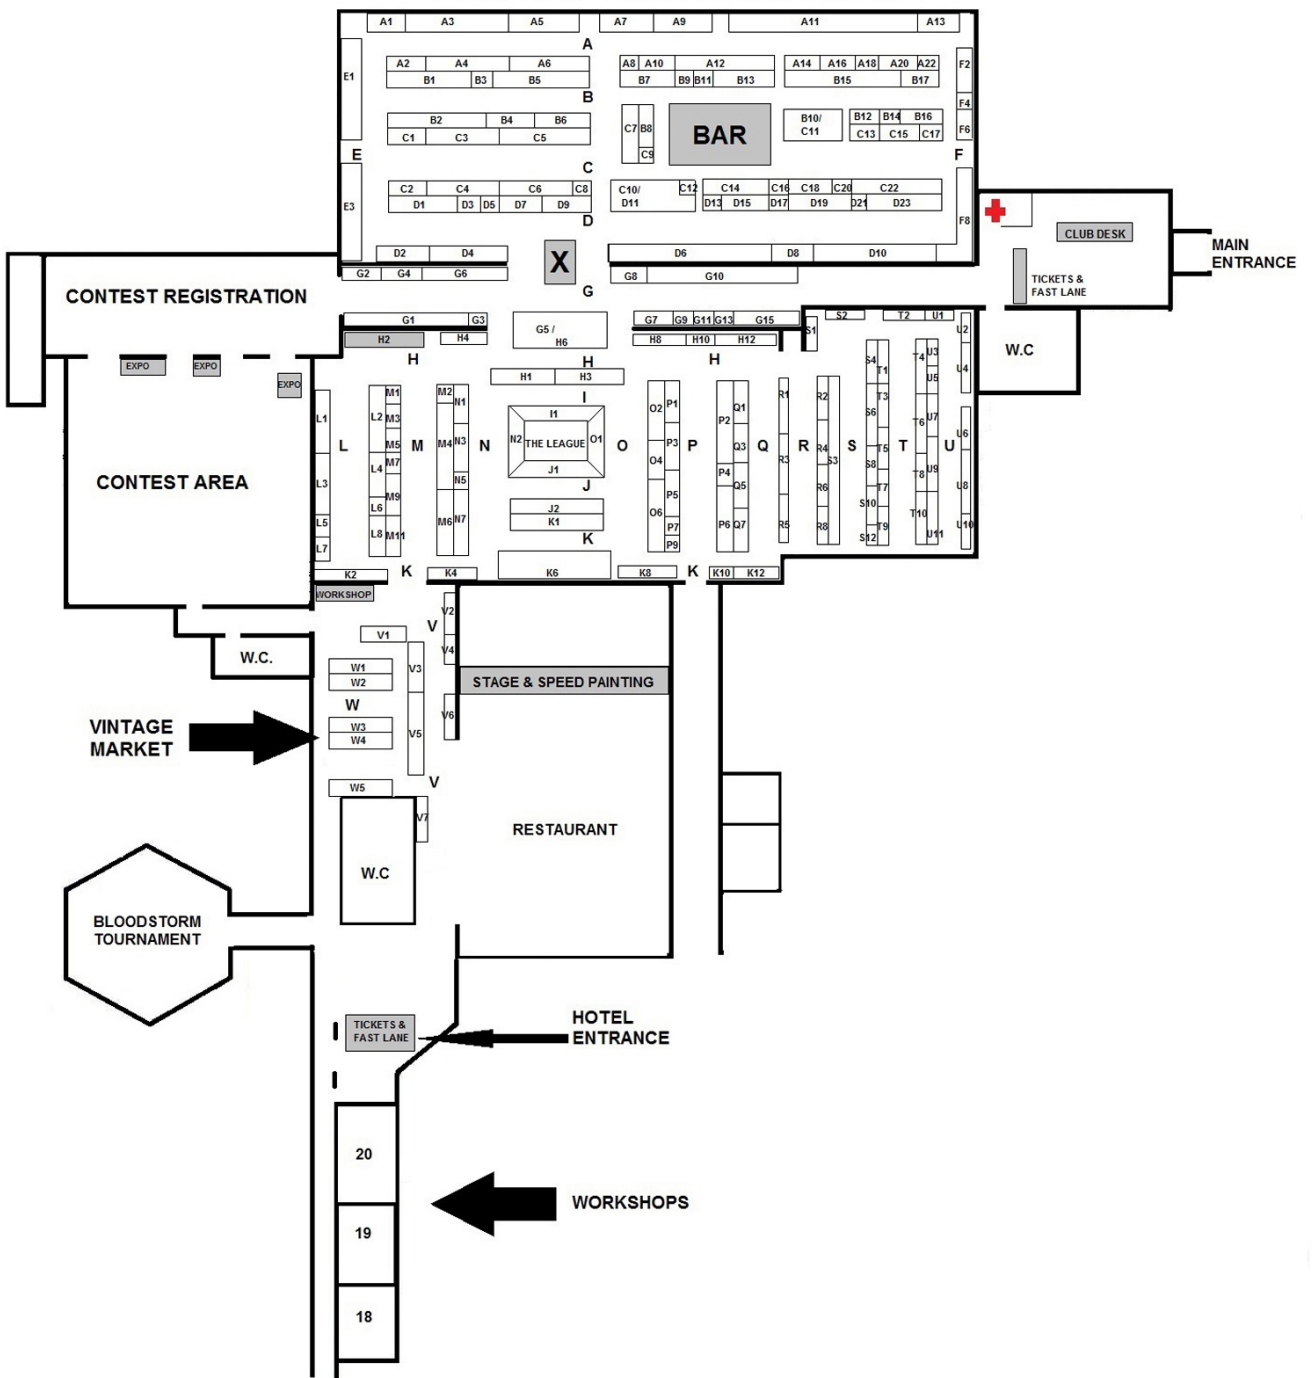 A1 A3 A5 A7 A9 A11 A13
A
A2 A4 A6 A8 A10 A12 A14 A16 A18 A20 A22
E1 B1 B3 B5 B7 B9 B11 B13 B15 B17 F2
B
F4
B2 B4 B6 C7 B8 BAR B10/ C11 B12 B14 B16 F6
C1 C3 C5 C9 C13 C15 C17
E C F
C2 C4 C6 C8 C10/ D11 C12 C14 C16 C18 C20 C22
E3 D1 D3 D5 D7 D9 D13 D15 D17 D19 D21 D23 F8
D
CLUB DESK
D2 D4 X D6 D8 D10
MAIN
ENTRANCE
G2 G4 G6 G8 G10
TICKETS &
FAST LANE
CONTEST REGISTRATION
G
G1 G3 G5 / H6 G7 G9 G11 G13 G15 S1 S2 T2 U1 U2
H2 H4 H8 H10 H12
W.C
H H H
EXPO EXPO EXPO
H1 H3
S4 T1 T4 U3 U4
U5
I
L1 L2 M1 M2 N1 I1 O2 P1 P2 Q1 R1 R2 S6 T3 T6 U7 U6
M3
L M M5 M4 N3 N N2 THE LEAGUE O1 O P3 P Q3 Q R3 R R4 S3 S S8 T5 T U9 U
L4 M7 J1 O4 P4 T8
CONTEST AREA
L3 N5 J P5 Q5 R6 T7 U8
L6 M9 J2 O6 S10 T10
L5 L8 M11 M6 N7 K1 P7 P6 Q7 R5 R8 T9 U11 U10
L7 K P9 S12
K2 K K4 K6 K8 K K10 K12
WORKSHOP
V2
V1 V
V4
W.C.
W1 V3
W2
STAGE & SPEED PAINTING
W
VINTAGE
MARKET
W3 V5 V6
W4
W5 V
V7
RESTAURANT
W.C
BLOODSTORM
TOURNAMENT
TICKETS &
FAST LANE
HOTEL
ENTRANCE
20
WORKSHOPS
19
18